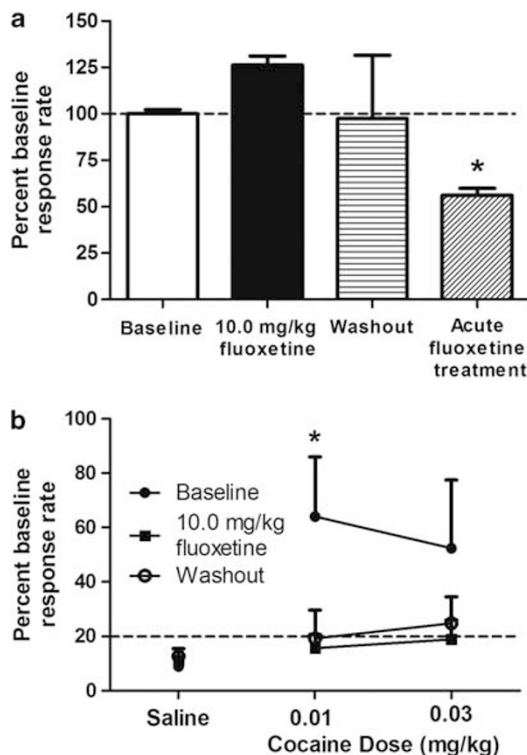 a
Percent baseline
response rate
150
125
100
75
50
25
0
*
Baseline
10.0 mg/kg
fluoxetine
Washout
Acute
fluoxetine
treatment
b
Percent baseline
response rate
100
80
60
40
20
0
*
Baseline
10.0 mg/kg
fluoxetine
Washout
Saline
0.01
0.03
Cocaine Dose (mg/kg)